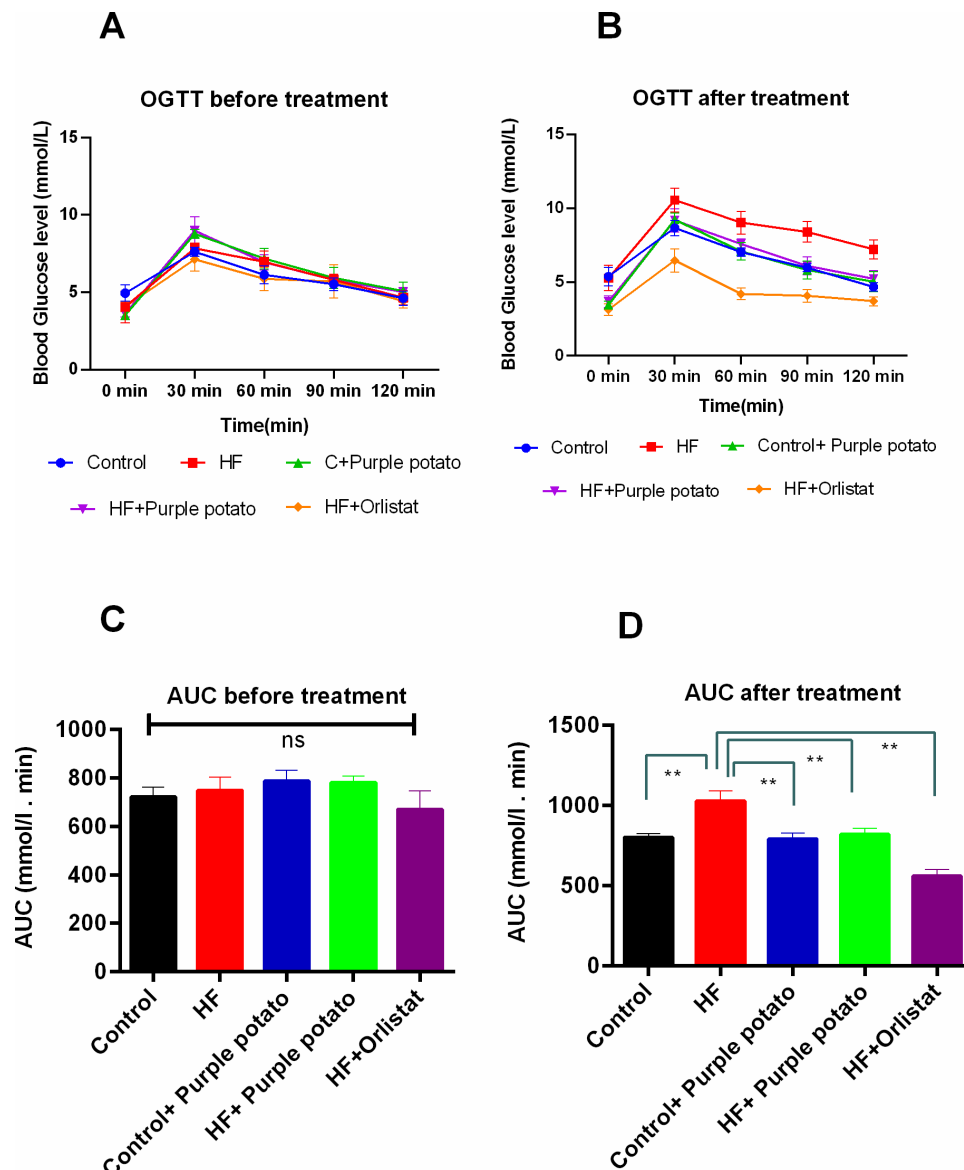 A
OGTT before treatment
Blood Glucose level (mmol/L)
15
10
5
0
0 min 30 min 60 min 90 min 120 min
Time(min)
Control HF C+Purple potato
HF+Purple potato HF+Orlistat
B
OGTT after treatment
Blood Glucose level (mmol/L)
15
10
5
0
0 min 30 min 60 min 90 min 120 min
Time(min)
Control HF Control+ Purple potato
HF+Purple potato HF+Orlistat
C
AUC before treatment
ns
AUC (mmol/l . min)
1000
800
600
400
200
0
Control
HF
Control+ Purple potato
HF+ Purple potato
HF+Orlistat
D
AUC after treatment
AUC (mmol/l . min)
1500
1000
500
0
**
**
**
**
Control
HF
Control+ Purple potato
HF+ Purple potato
HF+Orlistat